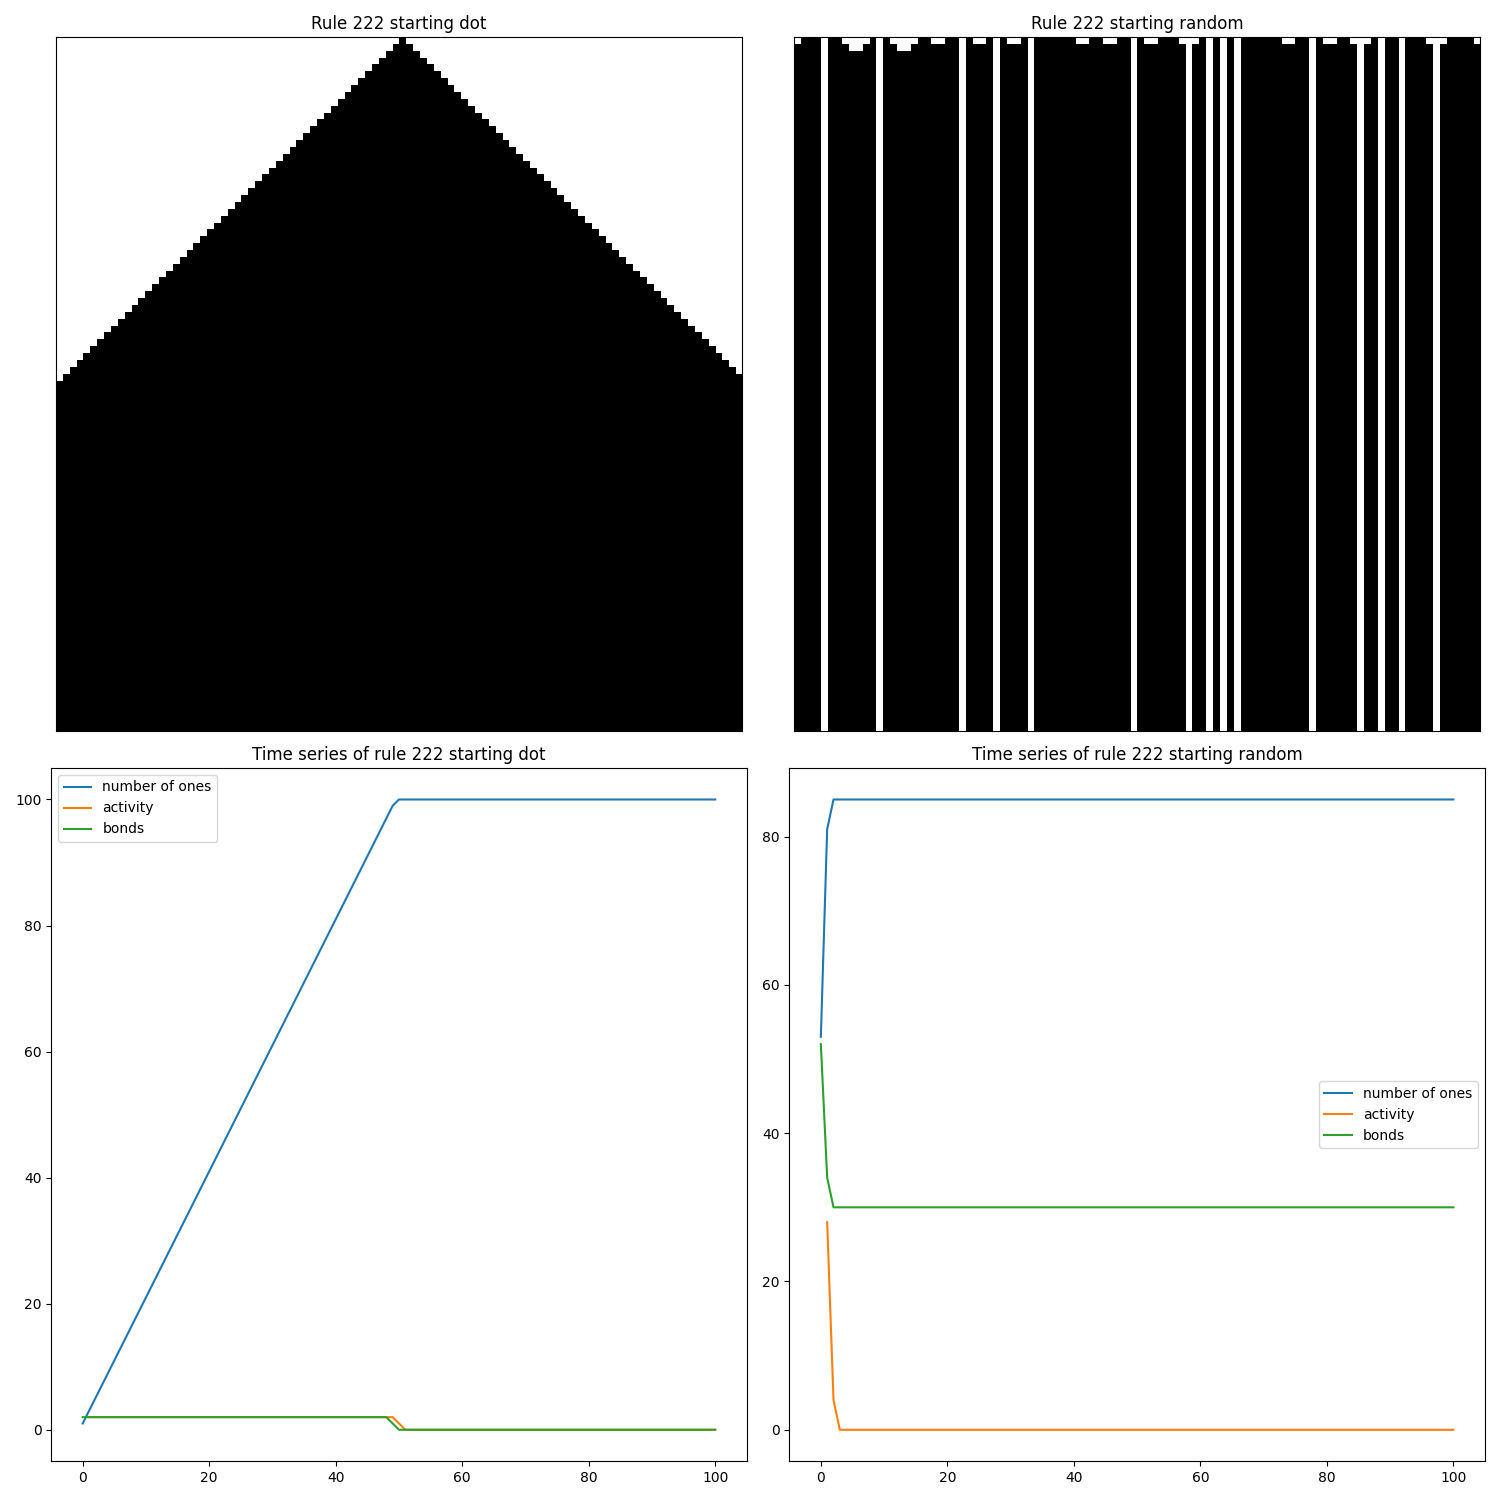 Rule 222 starting dot
Rule 222 starting random
Time series of rule 222 starting dot
number of ones
activity
bonds
100
80
60
40
20
0
0 20 40 60 80 100
Time series of rule 222 starting random
80
60
40
20
0
number of ones
activity
bonds
0 20 40 60 80 100